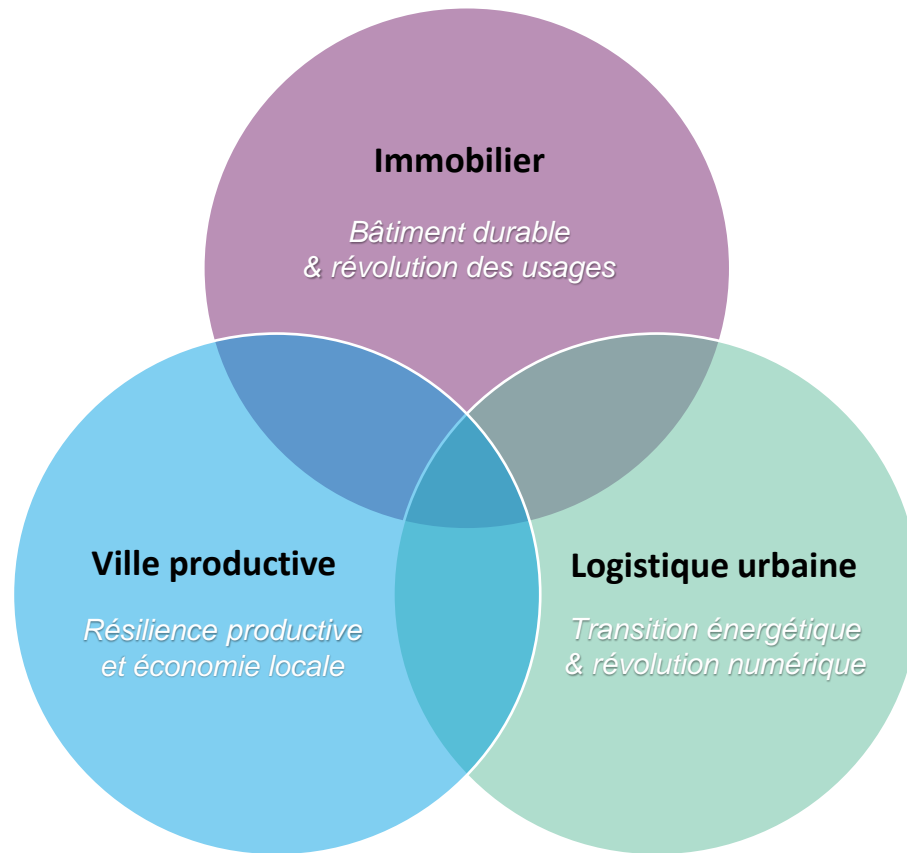 Immobilier
Bâtiment durable
& révolution des usages
Ville productive
Résilience productive
et économie locale
Logistique urbaine
Transition énergétique
& révolution numérique